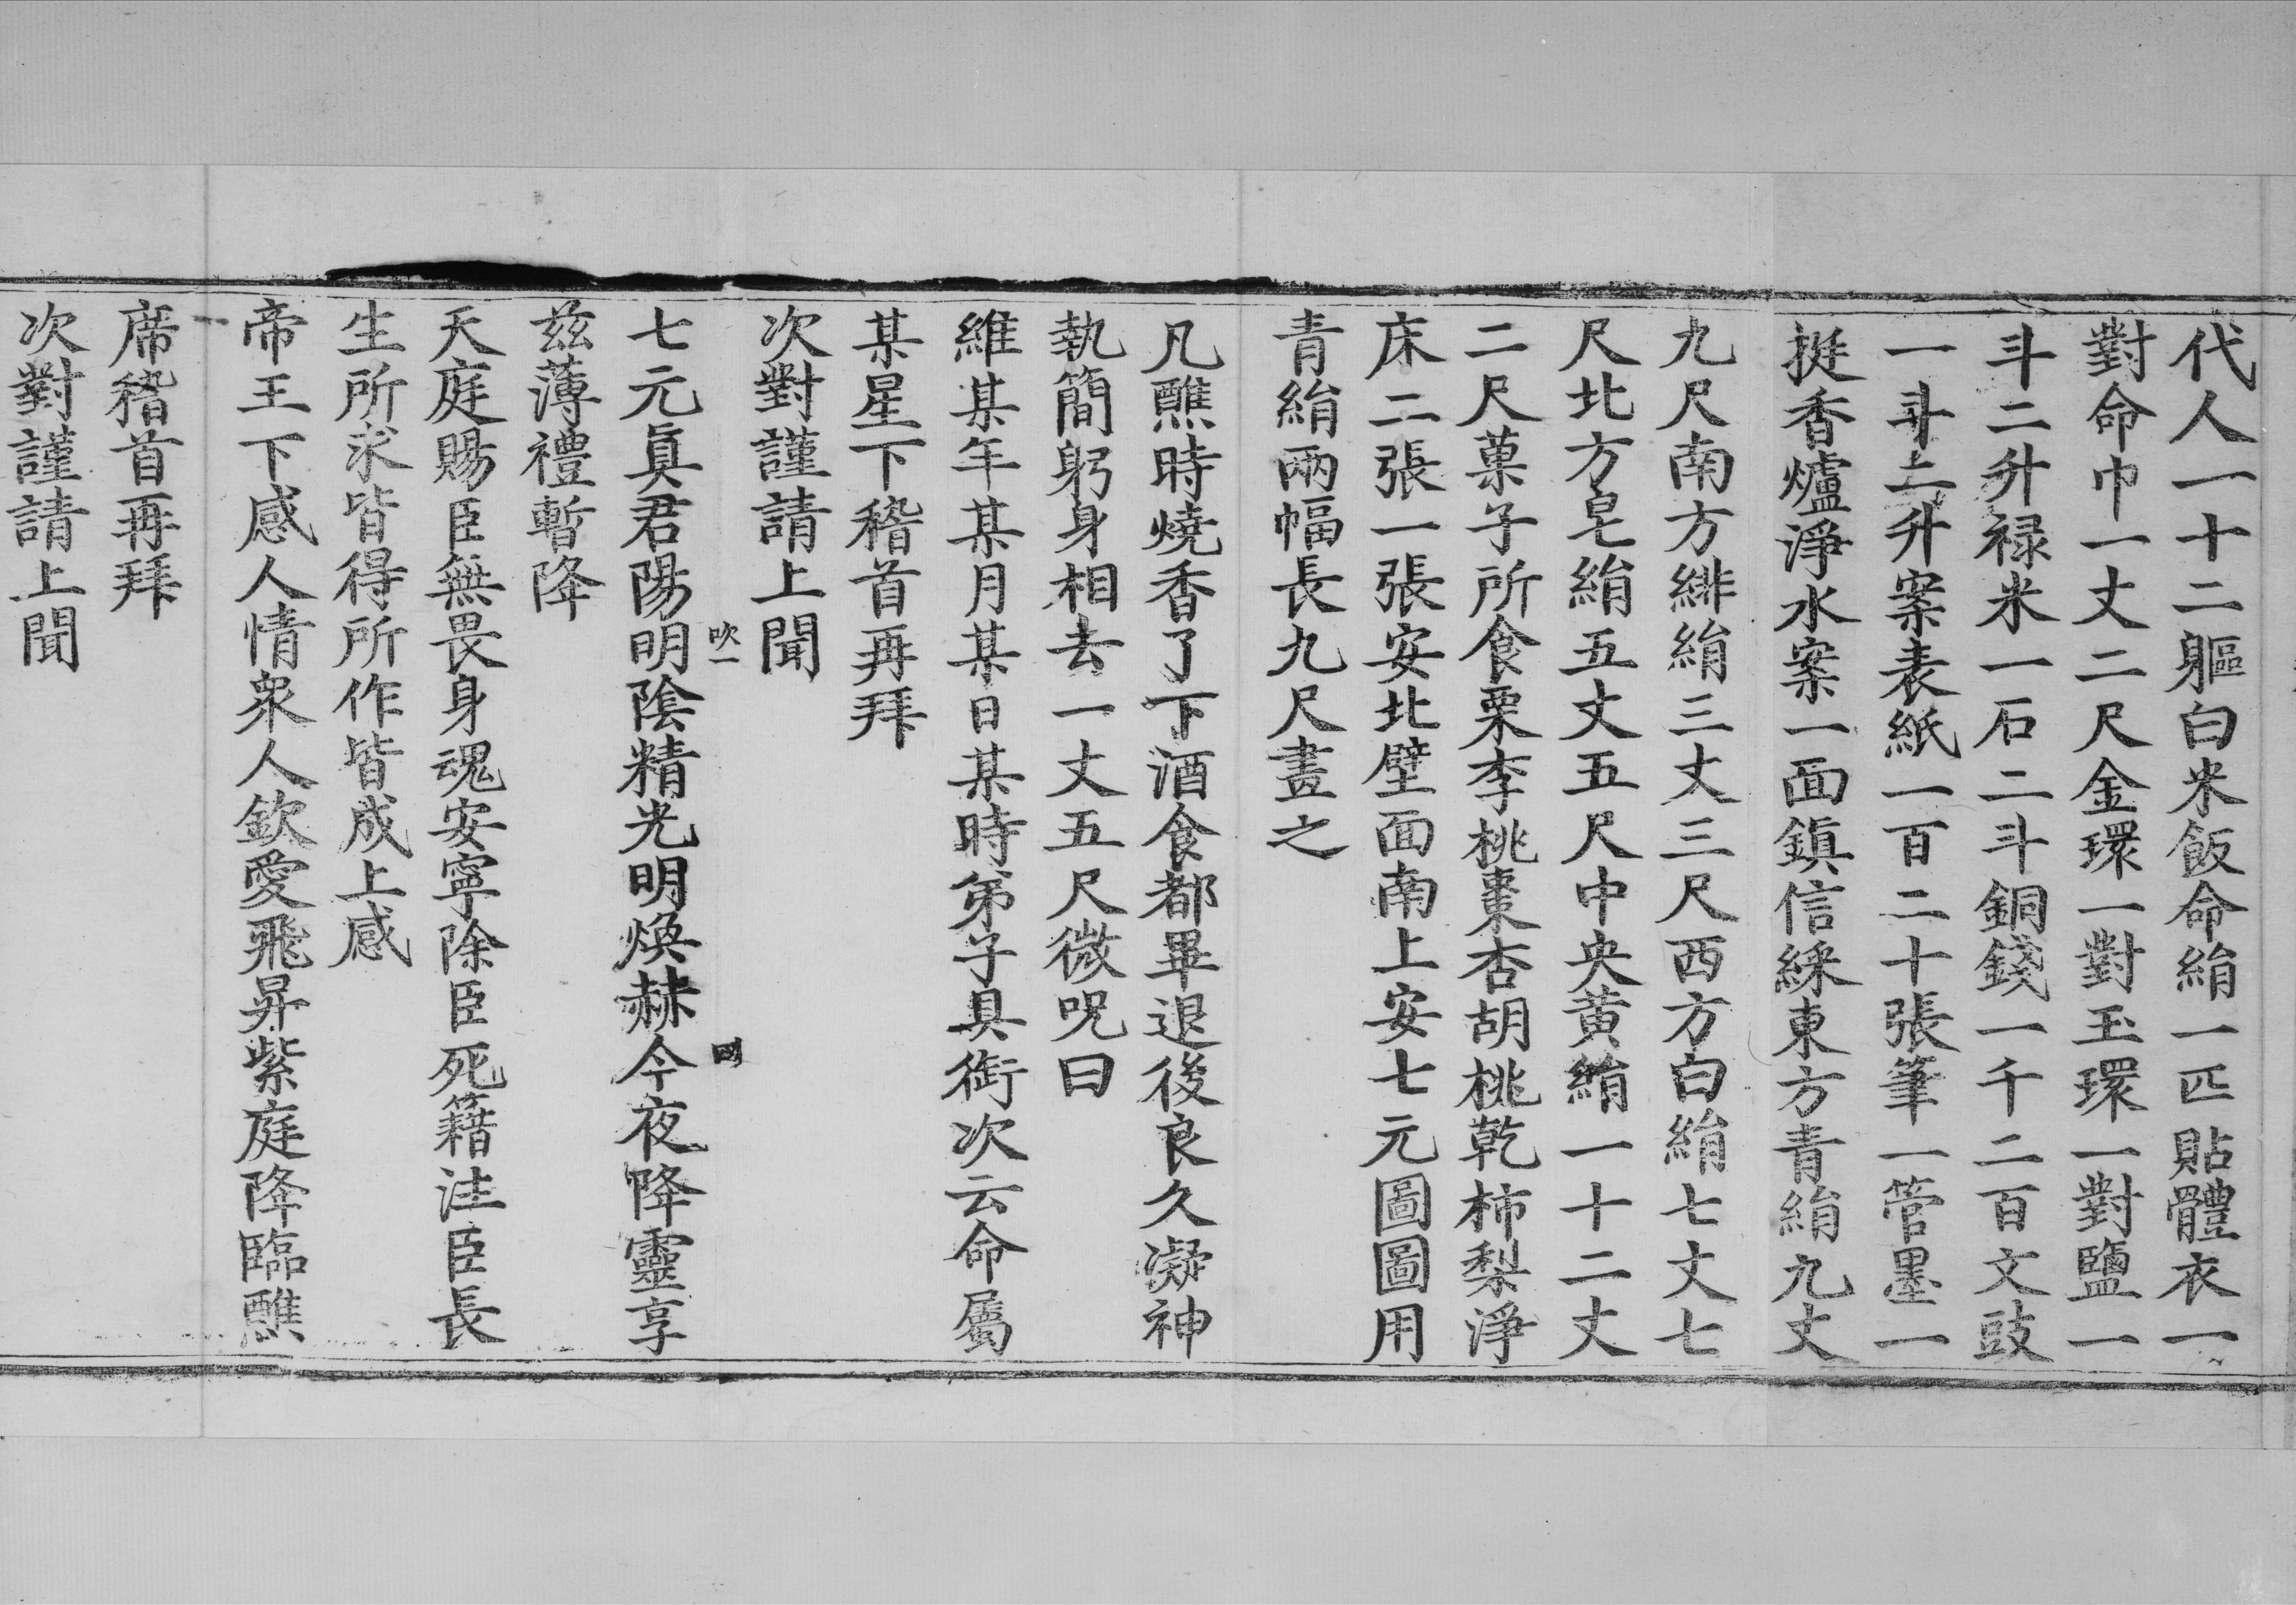 代人一十二軀白米飯命絹一匹貼體衣一
對命巾一丈二尺金環一對玉環一對鹽一
斗二升禄米一石二斗銅錢一千二百文豉
一斗二升案表紙一百二十張筆一管墨一
挺香爐淨水案一面鎮信綵東方青絹九丈
九尺南方緋絹三丈三尺西方白絹七丈七
尺北方皂絹五丈五尺中央黄絹一十二丈
二尺菓子所食栗李桃棗杏胡桃乾柿梨淨
床二張一張安北壁面南上安七元圖圖用
青絹兩幅長九尺畫之
凡醮時燒香了下酒食都畢退後良久凝神
執簡躬身相去一丈五尺微呪曰
維某年某月某日某時弟子具銜次云命屬
某星下稽首再拜
次對謹請上聞
吹一
七元真君陽明陰精光明煥赫今夜降靈享
兹薄禮暫降
天庭賜臣無畏身魂安寧除臣死籍注臣長
生所求皆得所作皆成上感
帝王下感人情衆人欽愛飛昇紫庭降臨醮
席稽首再拜
次對謹請上聞